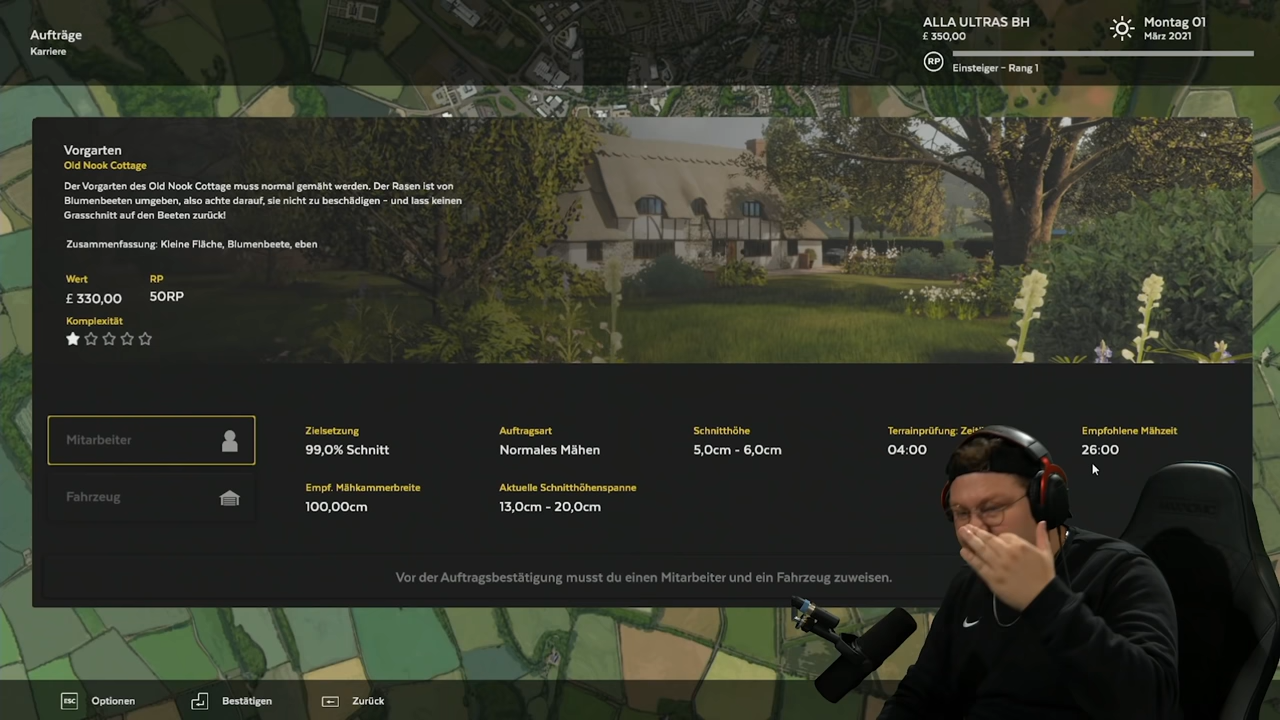 Aufträge
Karriere
ALLA ULTRAS BH
£ 350,00
Montag 01
März 2021
RP
Einsteiger – Rang 1
Vorgarten
Old Nook Cottage
Der Vorgarten des Old Nook Cottage muss normal gemäht werden. Der Rasen ist von
Blumenbeeten umgeben, also achte darauf, sie nicht zu beschädigen – und lass keinen
Grasschnitt auf den Beeten zurück!
Zusammenfassung: Kleine Fläche, Blumenbeete, eben
Wert
RP
£ 330,00
50RP
Komplexität
Mitarbeiter
Fahrzeug
Zielsetzung
99,0% Schnitt
Auftragsart
Normales Mähen
Schnitthöhe
5,0cm - 6,0cm
Terrainprüfung:
04:00
Empfohlene Mähzeit
26:00
Empf. Mähkammerbreite
100,00cm
Aktuelle Schnitthöhenspanne
13,0cm - 20,0cm
Vor der Auftragsbestätigung musst du einen Mitarbeiter und ein Fahrzeug zuweisen.
ESC
Optionen
Bestätigen
Zurück